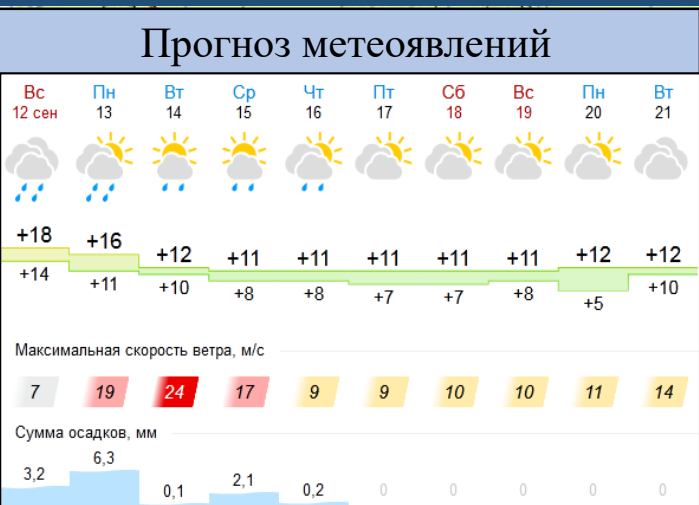 Прогноз метеоявлений
Вс Пн Вт Ср Чт Пт Сб Вс Пн Вт
12 сен 13 14 15 16 17 18 19 20 21
+18 +16 +12 +11 +11 +11 +11 +11 +12 +12
+14 +11 +10 +8 +8 +7 +7 +8 +5 +10
Максимальная скорость ветра, м/с
7 19 24 17 9 9 10 10 11 14
Сумма осадков, мм
3,2 6,3 0,1 2,1 0,2 0 0 0 0 0